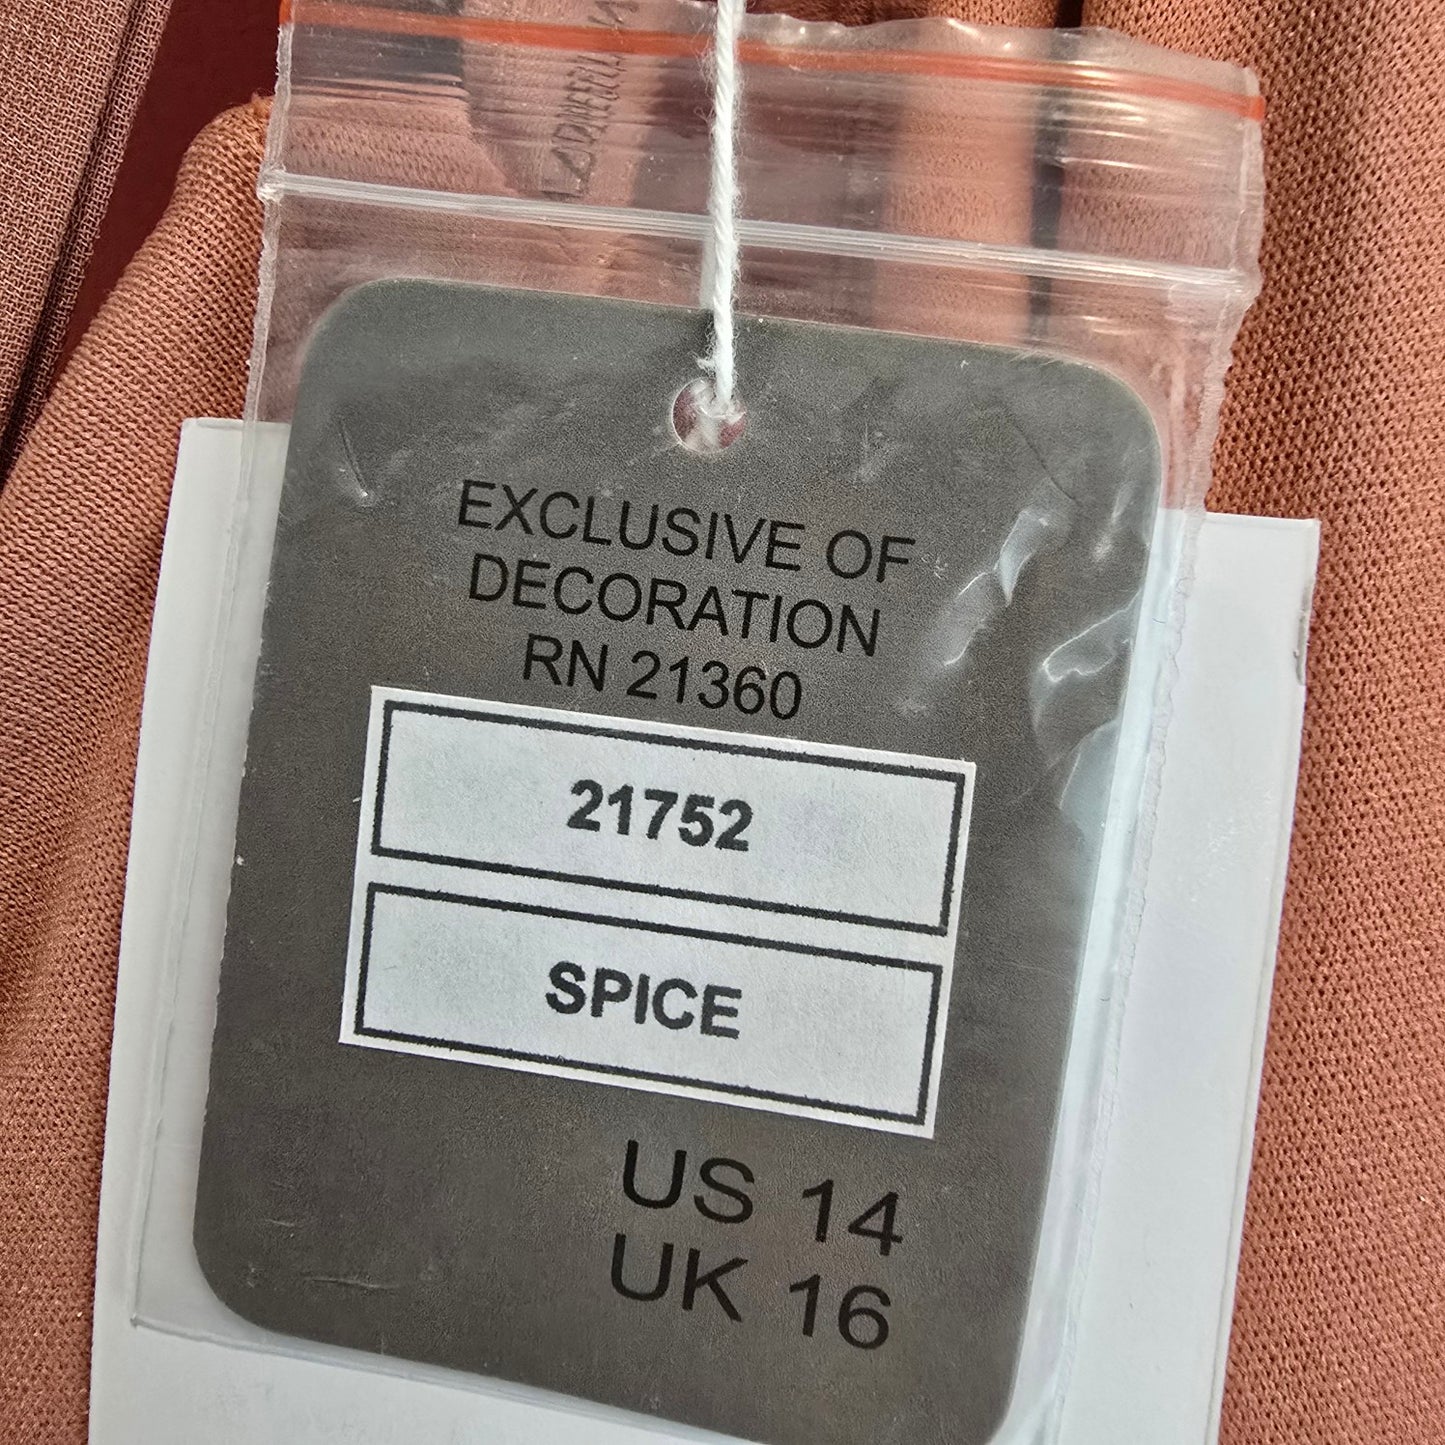 EXCLUSIVE OF
DECORATION
RN 21360
21752
SPICE
US 14
UK 16